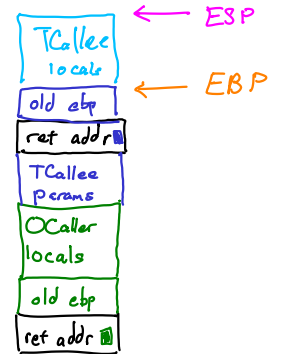 TCallee
locals
ESP
EBP
old ebp
ret addr
TCallee
params
OCaller
locals
old ebp
ret addr